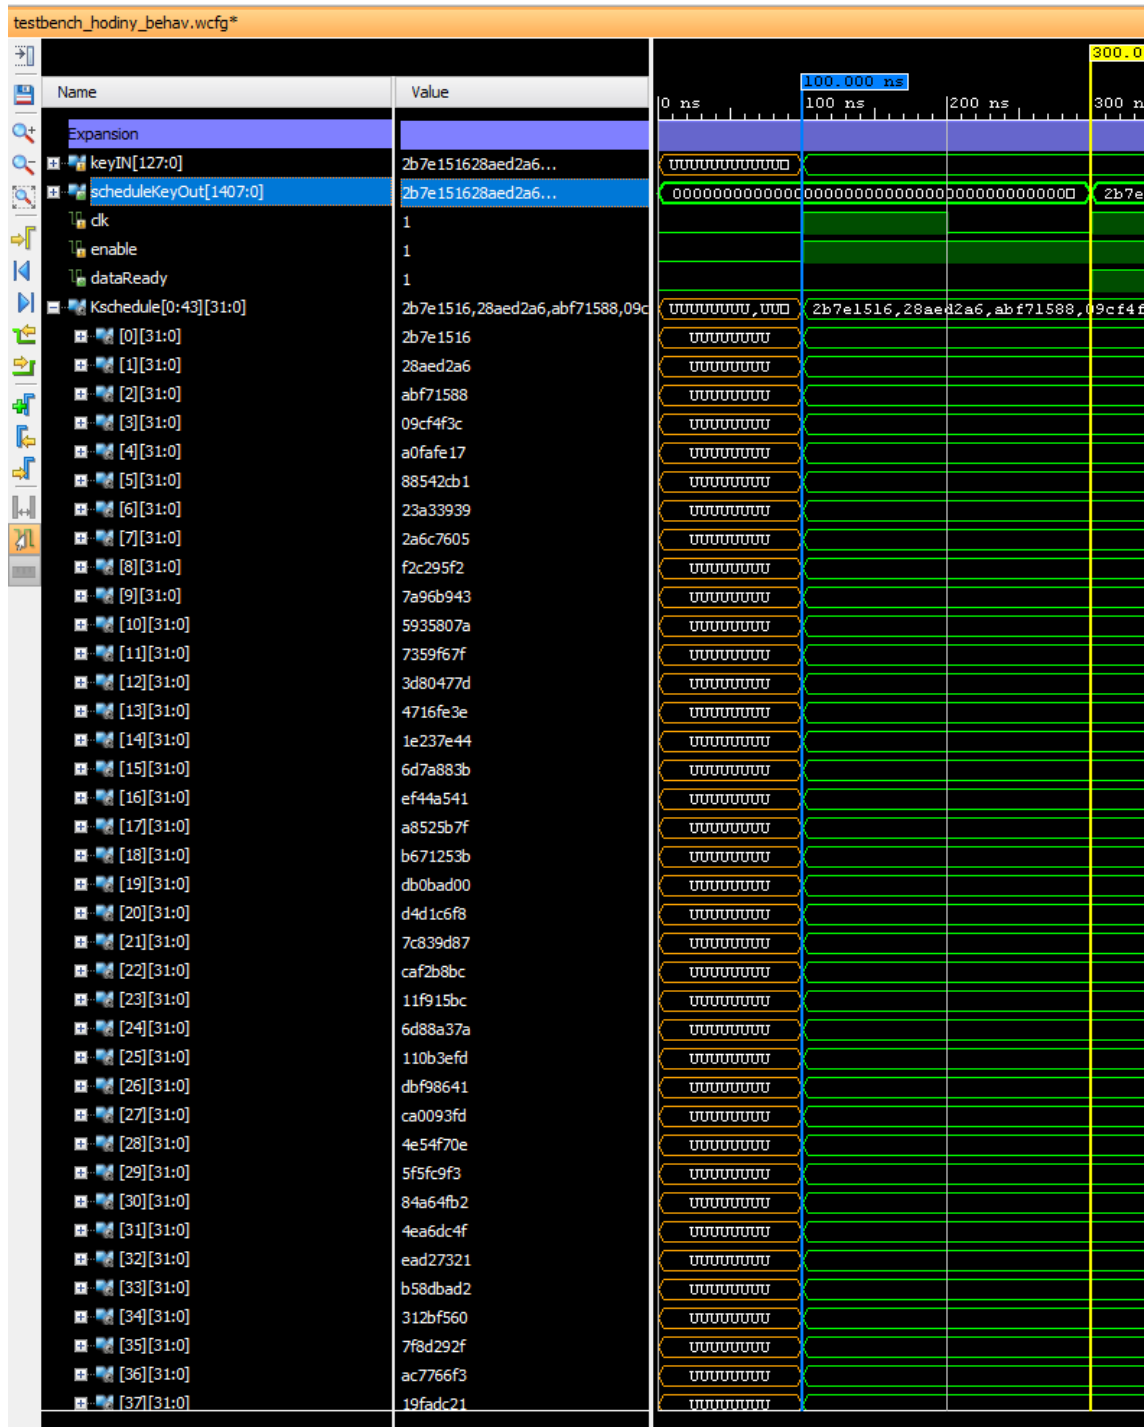 testbench_hodiny_behav.wcfg*
300.0
100.000 ns
Name Value 0 ns 100 ns 200 ns 300 n
Expansion
keyIN[127:0] 2b7e151628aed2a6... UUUUUUUUUUUUU
scheduleKeyOut[1407:0] 2b7e151628aed2a6... 2b7e
clk 1
enable 1
dataReady 1
Kschedule[0:43][31:0] 2b7e1516,28aed2a6,abf71588,09c UUUUUUUU,UU 2b7e1516,28aed2a6,abf71588,09cf4f
[0][31:0] 2b7e1516 UUUUUUUU
[1][31:0] 28aed2a6 UUUUUUUU
[2][31:0] abf71588 UUUUUUUU
[3][31:0] 09cf4f3c UUUUUUUU
[4][31:0] a0fafe17 UUUUUUUU
[5][31:0] 88542cb1 UUUUUUUU
[6][31:0] 23a33939 UUUUUUUU
[7][31:0] 2a6c7605 UUUUUUUU
[8][31:0] f2c295f2 UUUUUUUU
[9][31:0] 7a96b943 UUUUUUUU
[10][31:0] 5935807a UUUUUUUU
[11][31:0] 7359f67f UUUUUUUU
[12][31:0] 3d80477d UUUUUUUU
[13][31:0] 4716fe3e UUUUUUUU
[14][31:0] 1e237e44 UUUUUUUU
[15][31:0] 6d7a883b UUUUUUUU
[16][31:0] ef44a541 UUUUUUUU
[17][31:0] a8525b7f UUUUUUUU
[18][31:0] b671253b UUUUUUUU
[19][31:0] db0bad00 UUUUUUUU
[20][31:0] d4d1c6f8 UUUUUUUU
[21][31:0] 7c839d87 UUUUUUUU
[22][31:0] caf2b8bc UUUUUUUU
[23][31:0] 11f915bc UUUUUUUU
[24][31:0] 6d88a37a UUUUUUUU
[25][31:0] 110b3efd UUUUUUUU
[26][31:0] dbf98641 UUUUUUUU
[27][31:0] ca0093fd UUUUUUUU
[28][31:0] 4e54f70e UUUUUUUU
[29][31:0] 5f5fc9f3 UUUUUUUU
[30][31:0] 84a64fb2 UUUUUUUU
[31][31:0] 4ea6dc4f UUUUUUUU
[32][31:0] ead27321 UUUUUUUU
[33][31:0] b58dbad2 UUUUUUUU
[34][31:0] 312bf560 UUUUUUUU
[35][31:0] 7f8d292f UUUUUUUU
[36][31:0] ac7766f3 UUUUUUUU
[37][31:0] 19fadc21 UUUUUUUU